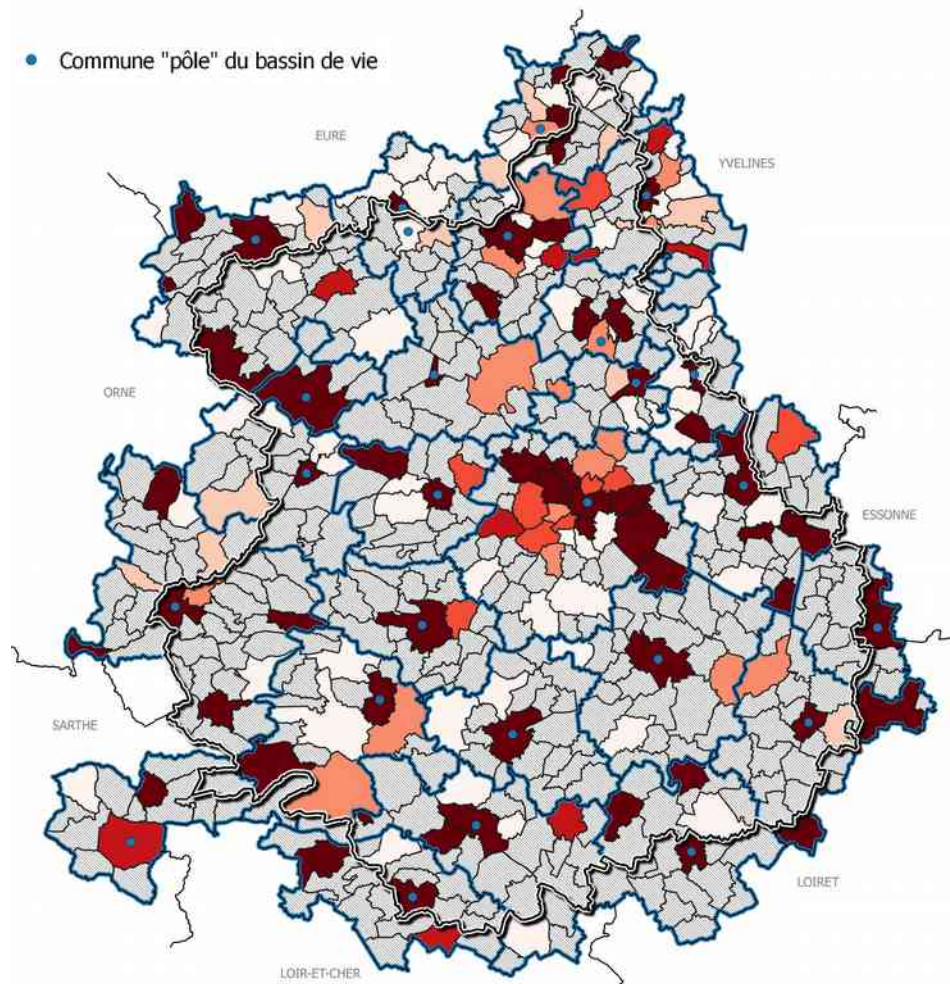 Commune "pôle" du bassin de vie
EURE
YVELINES
ORNE
ESSONNE
SARTHE
LOIRET
LOIR-ET-CHER